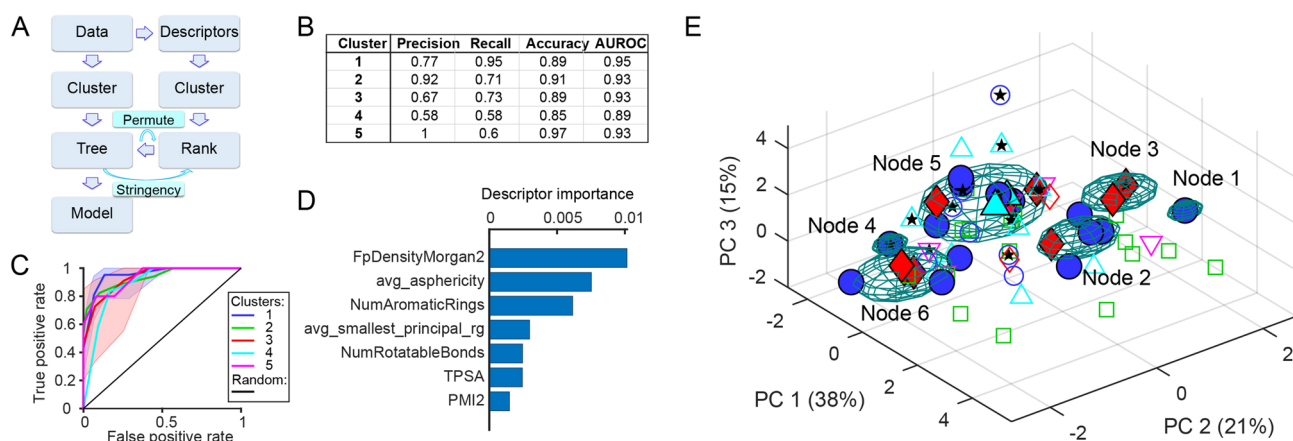 A
Data
Descriptors
Cluster
Cluster
Permute
Tree
Rank
Stringency
Model
B
Cluster Precision Recall Accuracy AUROC
1 0.77 0.95 0.89 0.95
2 0.92 0.71 0.91 0.93
3 0.67 0.73 0.89 0.93
4 0.58 0.58 0.85 0.89
5 1 0.6 0.97 0.93
C
True positive rate
1
0.8
0.6
0.4
0.2
0
0 0.5 1
False positive rate
Clusters:
1
2
3
4
5
Random:
D
Descriptor importance
0 0.005 0.01
FpDensityMorgan2
avg_asphericity
NumAromaticRings
avg_smallest_principal_rg
NumRotatableBonds
TPSA
PMI2
E
Node 5
Node 3
Node 1
Node 4
Node 2
Node 6
PC 3 (15%)
4
2
0
-2
-2
0
2
4
PC 1 (38%)
-2
0
2
PC 2 (21%)